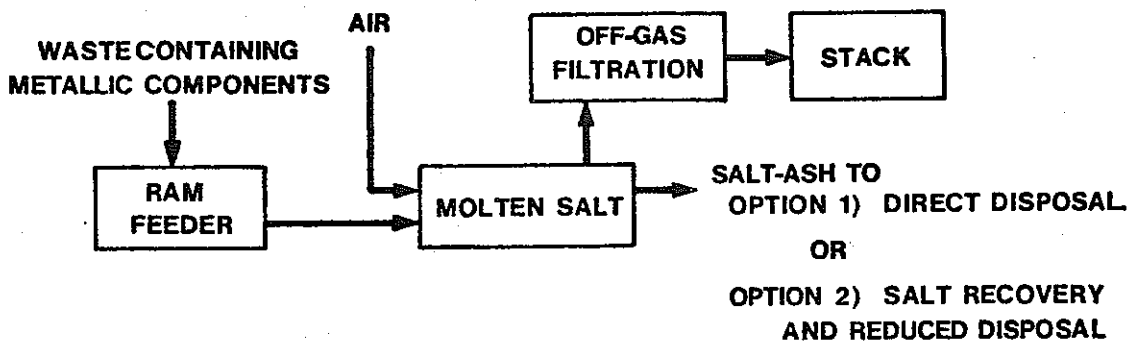 AIR
WASTE CONTAINING
METALLIC COMPONENTS
OFF-GAS
FILTRATION
STACK
RAM
FEEDER
MOLTEN SALT
SALT-ASH TO
OPTION 1) DIRECT DISPOSAL
OR
OPTION 2) SALT RECOVERY
AND REDUCED DISPOSAL